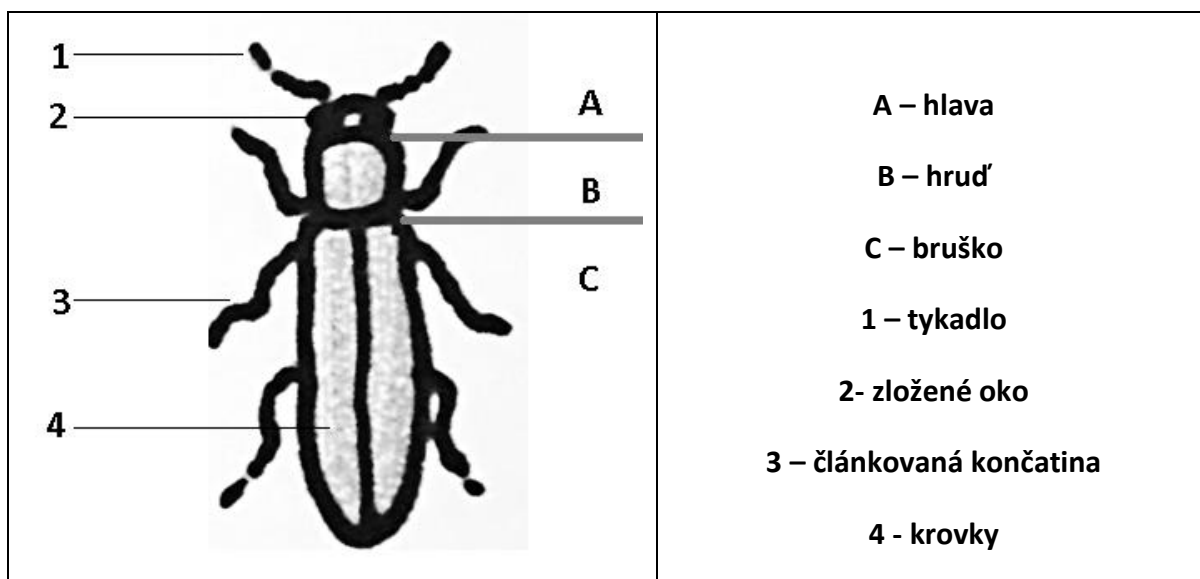 1
2
3
4
A
B
C
A – hlava
B – hruď
C – bruško
1 – tykadlo
2- zložené oko
3 – článkovaná končatina
4 - krovky